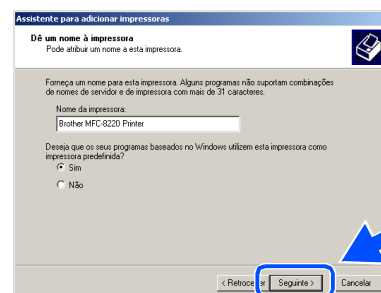 Assistente para adicionar impressoras
Dê um nome à impressora
Pode atribuir um nome a esta impressora.
Forneça um nome para esta impressora. Alguns programas não suportam combinações
de nomes de servidor e de impressora com mais de 31 caracteres.
Nome da impressora:
Brother MFC-8220 Printer
Deseja que os seus programas baseados no Windows utilizem esta impressora como
impressora predefinida?
Sim
Não
< Retroceder Seguinte > Cancelar